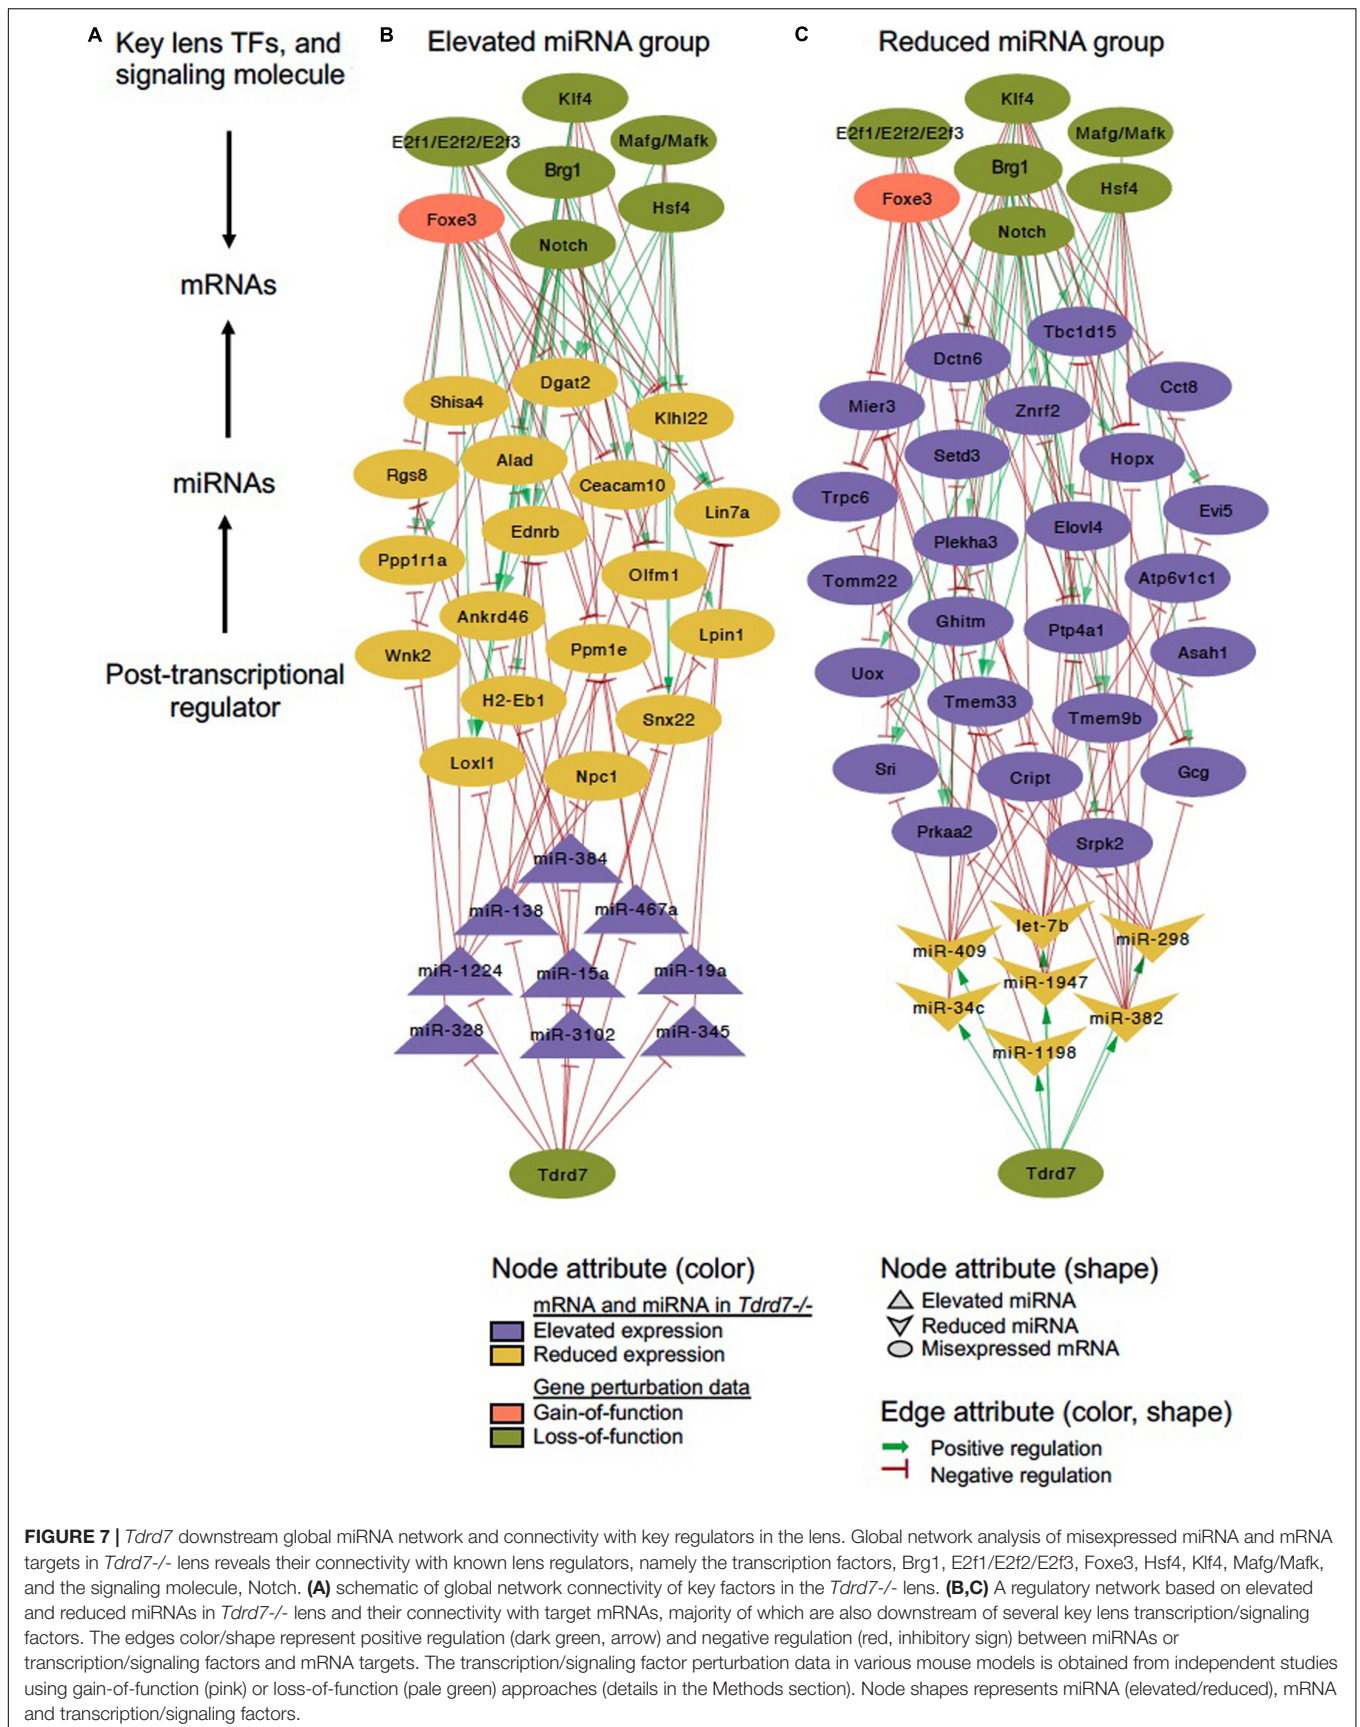 A
Key lens TFs, and
signaling molecule
mRNAs
miRNAs
Post-transcriptional
regulator
B
Elevated miRNA group
Klf4
E2f1/E2f2/E2f3
Mafg/Mafk
Brg1
Foxe3
Hsf4
Notch
Dgat2
Shisa4
Klhl22
Alad
Rgs8
Ceacam10
Lin7a
Ednrb
Ppp1r1a
Olfm1
Ankrd46
Lpin1
Wnk2
Ppm1e
H2-Eb1
Snx22
Loxl1
Npc1
miR-384
miR-138
miR-467a
miR-1224
miR-15a
miR-19a
miR-328
miR-3102
miR-345
Tdrd7
C
Reduced miRNA group
Klf4
E2f1/E2f2/E2f3
Mafg/Mafk
Brg1
Foxe3
Hsf4
Notch
Tbc1d15
Dctn6
Cct8
Mier3
Znrf2
Setd3
Hopx
Trpc6
Evi5
Plekha3
Elovl4
Tomm22
Atp6v1c1
Ghitm
Ptp4a1
Asah1
Uox
Tmem33
Tmem9b
Sri
Cript
Gcg
Prkaa2
Srpk2
let-7b
miR-409
miR-298
miR-1947
miR-34c
miR-382
miR-1198
Tdrd7
Node attribute (color)
mRNA and miRNA in Tdrd7-/-
Elevated expression
Reduced expression
Gene perturbation data
Gain-of-function
Loss-of-function
Node attribute (shape)
Elevated miRNA
Reduced miRNA
Misexpressed mRNA
Edge attribute (color, shape)
Positive regulation
Negative regulation
FIGURE 7 | Tdrd7 downstream global miRNA network and connectivity with key regulators in the lens. Global network analysis of misexpressed miRNA and mRNA
targets in Tdrd7-/- lens reveals their connectivity with known lens regulators, namely the transcription factors, Brg1, E2f1/E2f2/E2f3, Foxe3, Hsf4, Klf4, Mafg/Mafk,
and the signaling molecule, Notch. (A) schematic of global network connectivity of key factors in the Tdrd7-/- lens. (B,C) A regulatory network based on elevated
and reduced miRNAs in Tdrd7-/- lens and their connectivity with target mRNAs, majority of which are also downstream of several key lens transcription/signaling
factors. The edges color/shape represent positive regulation (dark green, arrow) and negative regulation (red, inhibitory sign) between miRNAs or
transcription/signaling factors and mRNA targets. The transcription/signaling factor perturbation data in various mouse models is obtained from independent studies
using gain-of-function (pink) or loss-of-function (pale green) approaches (details in the Methods section). Node shapes represents miRNA (elevated/reduced), mRNA
and transcription/signaling factors.